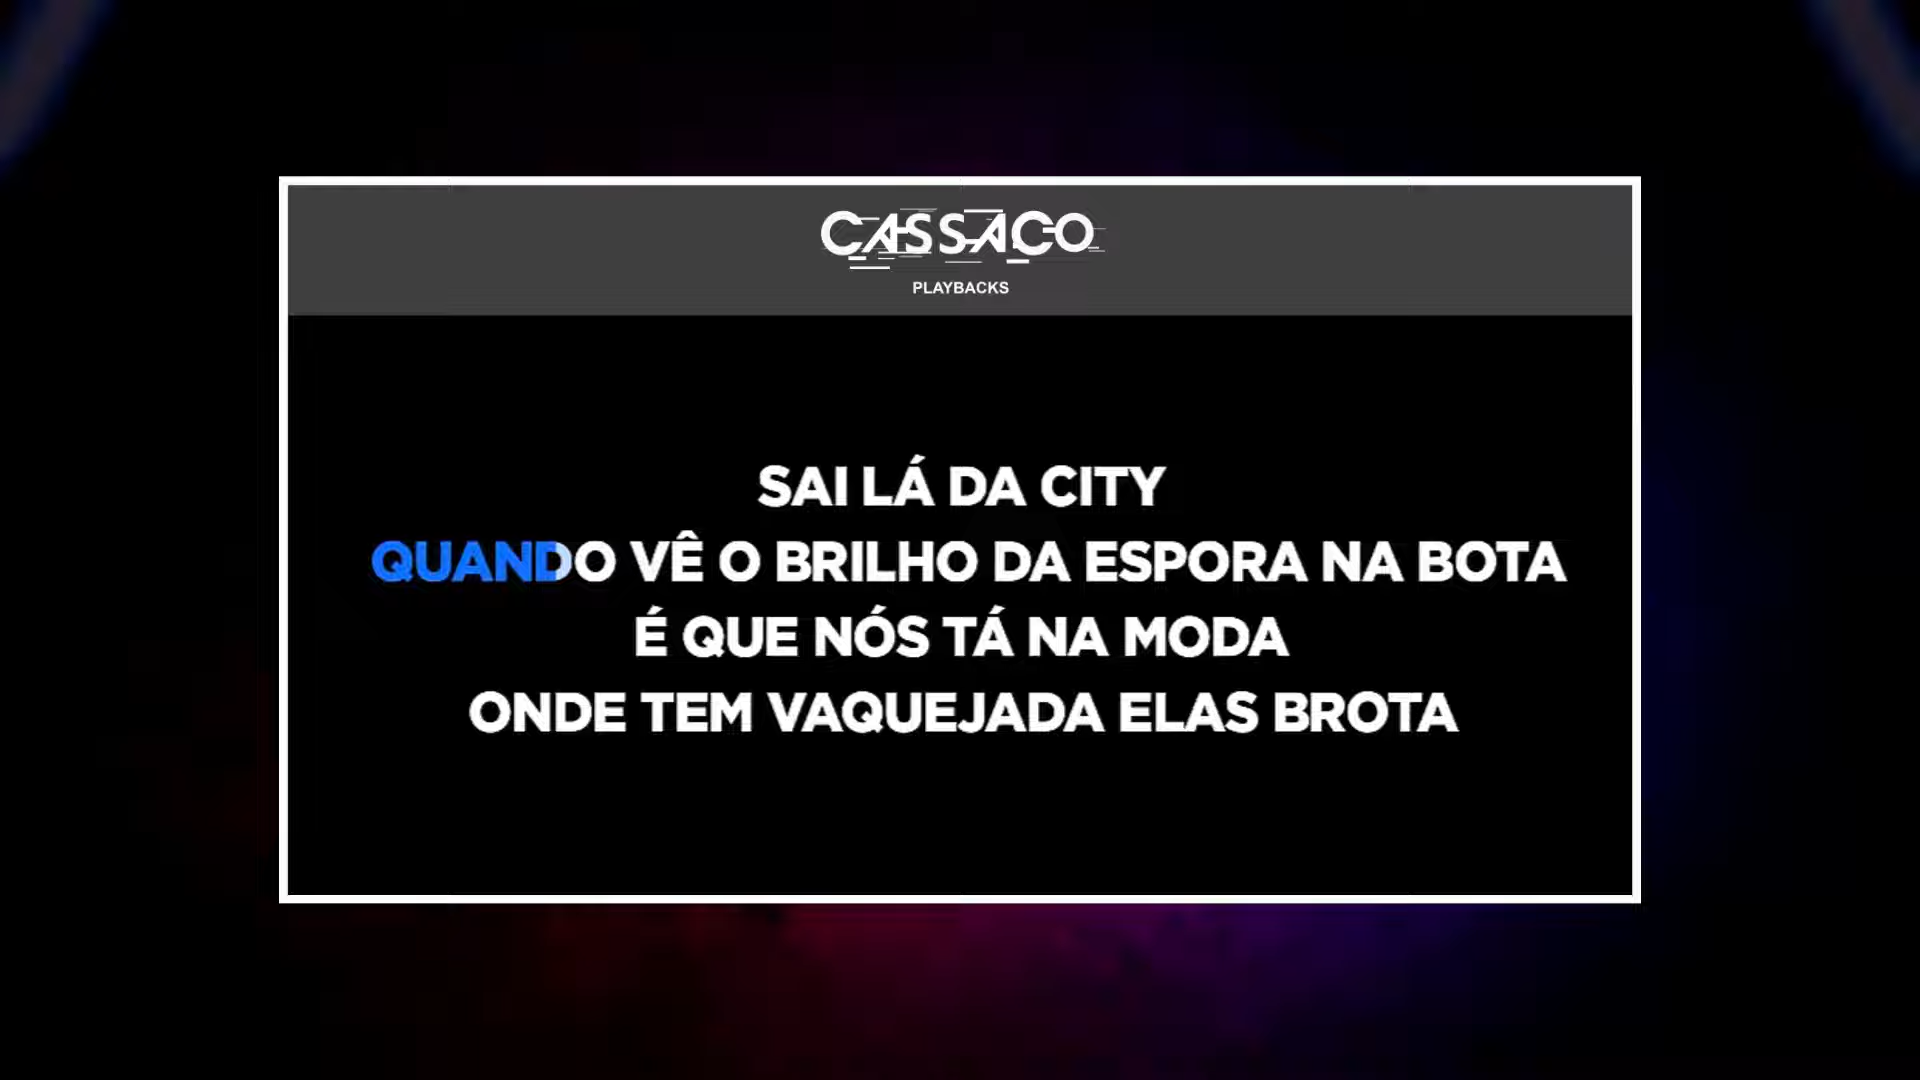 CASSACO
PLAYBACKS
SAI LÁ DA CITY
QUANDO VÊ O BRILHO DA ESPORA NA BOTA
É QUE NÓS TÁ NA MODA
ONDE TEM VAQUEJADA ELAS BROTA